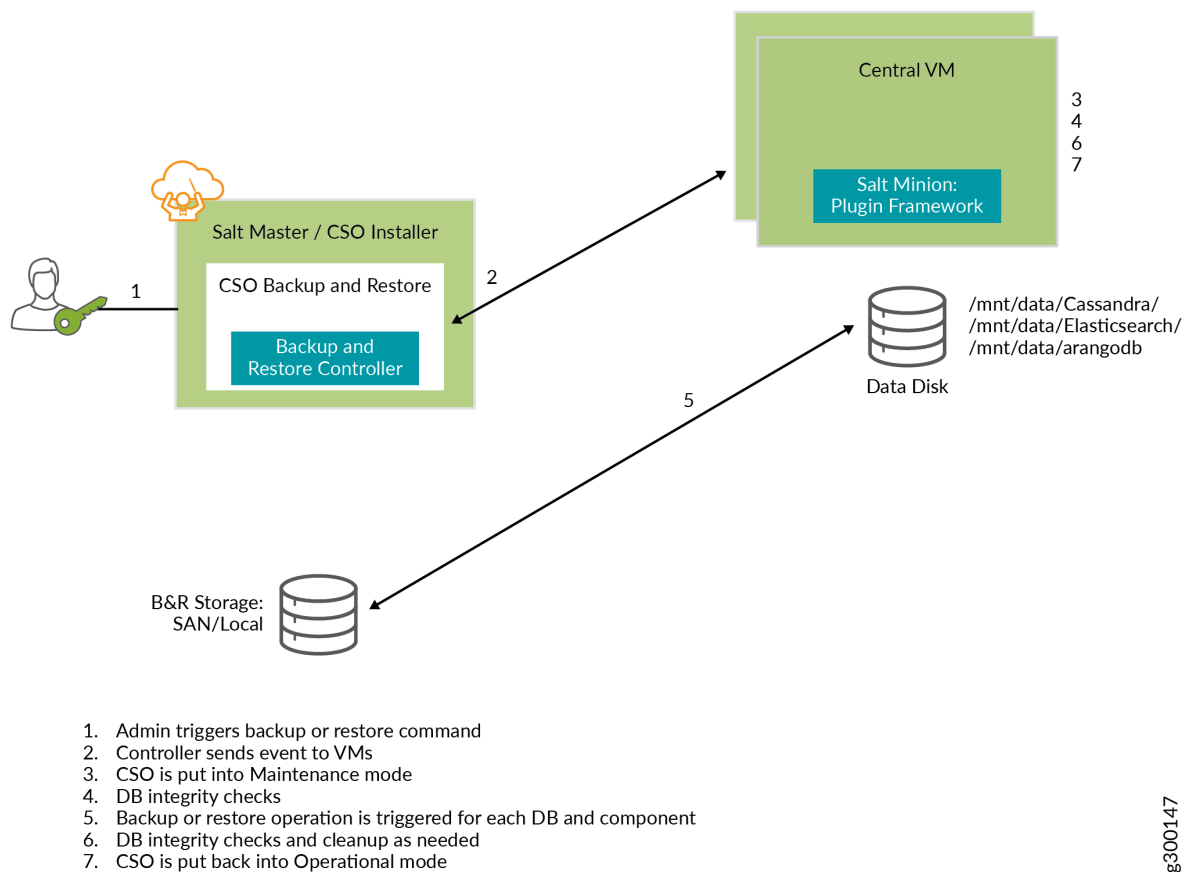 Central VM
3
4
6
7
Salt Minion:
Plugin Framework
Salt Master / CSO Installer
CSO Backup and Restore
Backup and
Restore Controller
1
2
/mnt/data/Cassandra/
/mnt/data/Elasticsearch/
/mnt/data/arangodb
Data Disk
5
B&R Storage:
SAN/Local
1. Admin triggers backup or restore command
2. Controller sends event to VMs
3. CSO is put into Maintenance mode
4. DB integrity checks
5. Backup or restore operation is triggered for each DB and component
6. DB integrity checks and cleanup as needed
7. CSO is put back into Operational mode
g300147